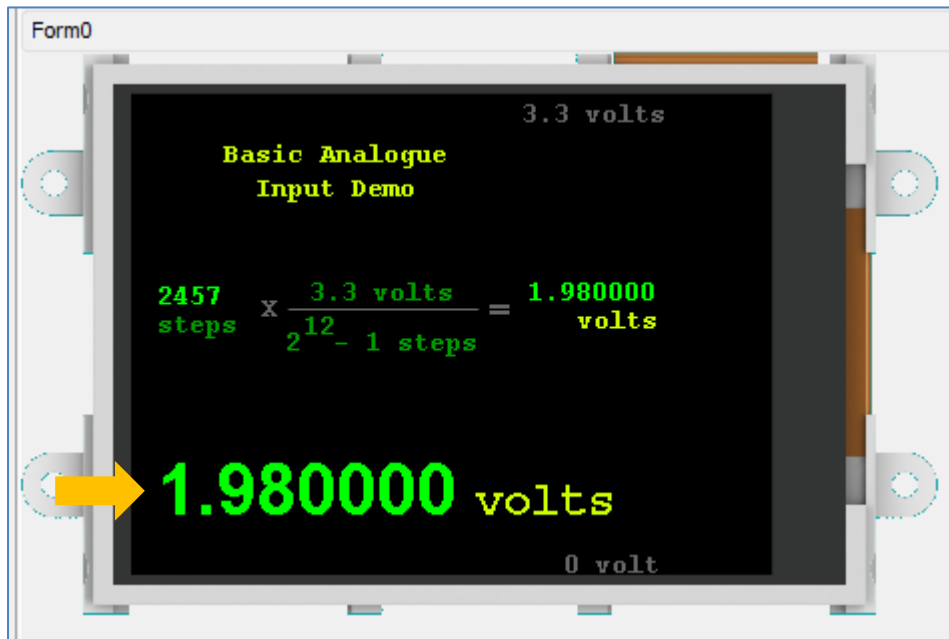 Form0
3.3 volts
Basic Analogue
Input Demo
2457 steps x 3.3 volts / 2^12 - 1 steps = 1.980000 volts
1.980000 volts
0 volt